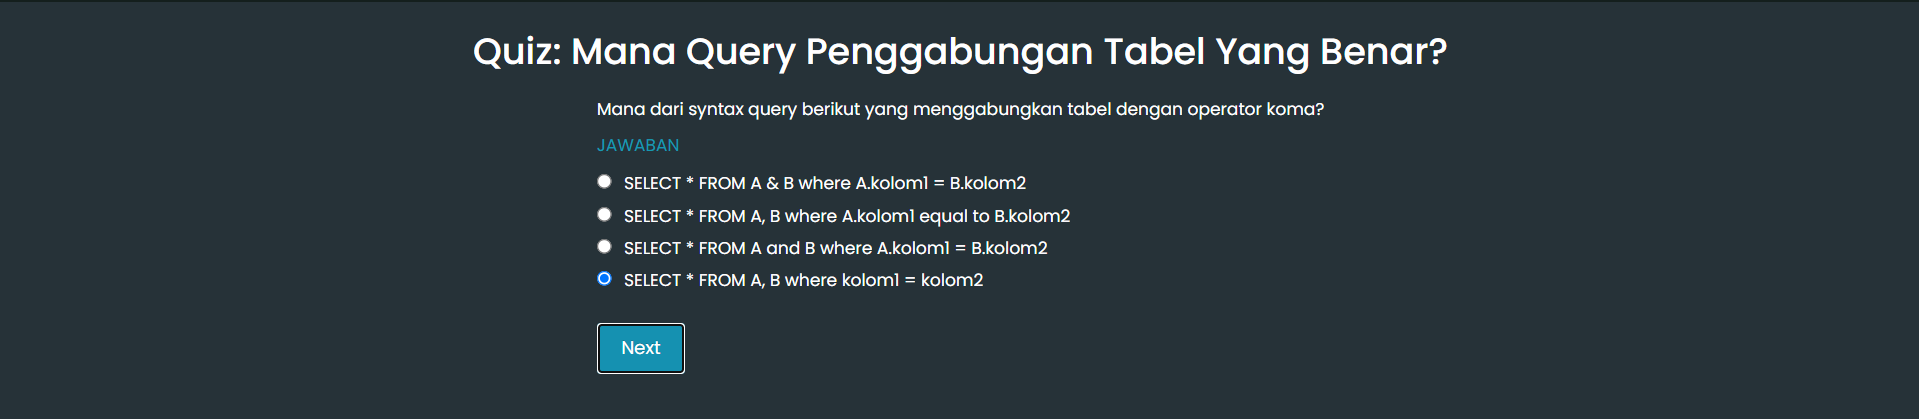 Quiz: Mana Query Penggabungan Tabel Yang Benar?
Mana dari syntax query berikut yang menggabungkan tabel dengan operator koma?
JAWABAN
SELECT * FROM A & B where A.kolom1 = B.kolom2
SELECT * FROM A, B where A.kolom1 equal to B.kolom2
SELECT * FROM A and B where A.kolom1 = B.kolom2
SELECT * FROM A, B where kolom1 = kolom2
Next